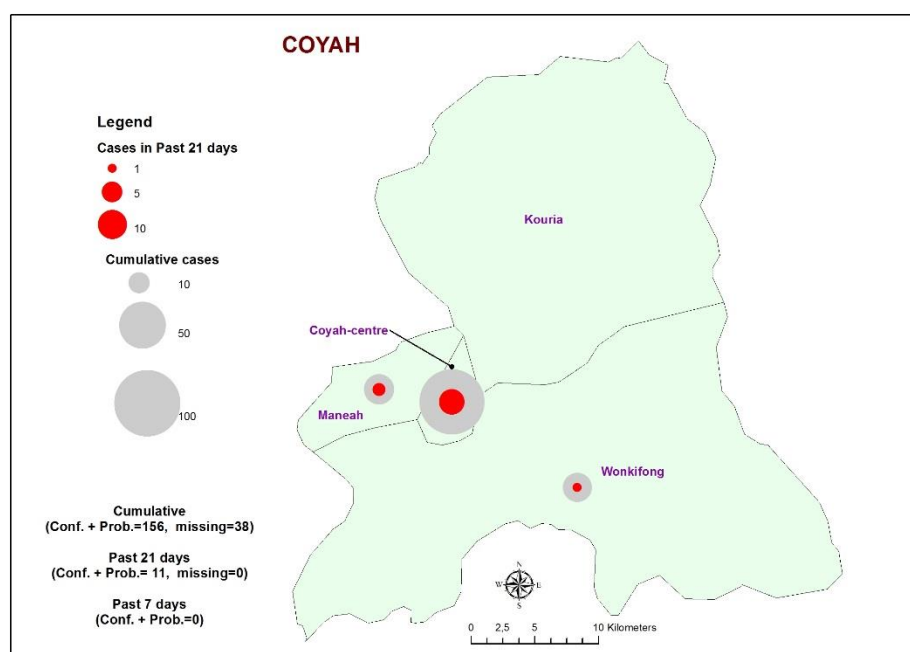 COYAH
Legend
Cases in Past 21 days
1
5
10
Cumulative cases
10
50
100
Kouria
Coyah-centre
Maneah
Wonkifong
Cumulative
(Conf. + Prob.=156, missing=38)
Past 21 days
(Conf. + Prob.= 11, missing=0)
Past 7 days
(Conf. + Prob.=0)
N
W E
S
0 2,5 5 10 Kilometers